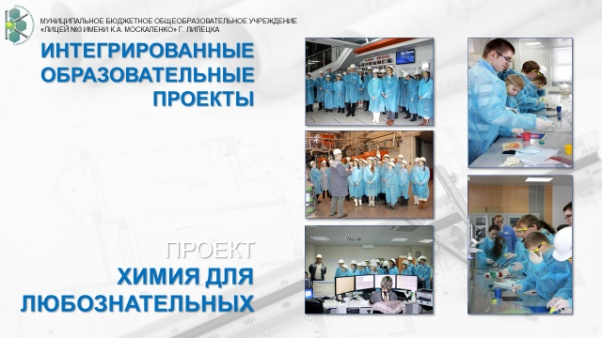 МУНИЦИПАЛЬНОЕ БЮДЖЕТНОЕ ОБЩЕОБРАЗОВАТЕЛЬНОЕ УЧРЕЖДЕНИЕ
«ЛИЦЕЙ №3 ИМЕНИ К.А. МОСКАЛЕНКО» Г. ЛИПЕЦКА
ИНТЕГРИРОВАННЫЕ
ОБРАЗОВАТЕЛЬНЫЕ
ПРОЕКТЫ
ПРОЕКТ
ХИМИЯ ДЛЯ
ЛЮБОЗНАТЕЛЬНЫХ